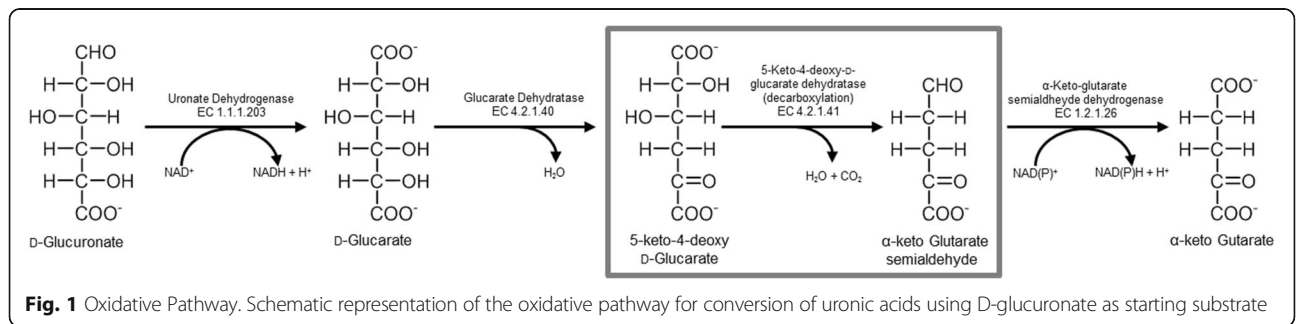 CHO
H–C–OH
HO–C–H
H–C–OH
H–C–OH
COO⁻
D-Glucuronate
Uronate Dehydrogenase
EC 1.1.1.203
NAD⁺
NADH + H⁺
COO⁻
H–C–OH
HO–C–H
H–C–OH
H–C–OH
COO⁻
D-Glucarate
Glucarate Dehydratase
EC 4.2.1.40
H₂O
COO⁻
H–C–OH
HO–C–H
H–C–H
C=O
COO⁻
5-keto-4-deoxy
D-Glucarate
5-Keto-4-deoxy-D-
glucarate dehydratase
(decarboxylation)
EC 4.2.1.41
H₂O + CO₂
CHO
H–C–H
H–C–H
C=O
COO⁻
α-keto Glutarate
semialdehyde
α-Keto-glutarate
semialdheyde dehydrogenase
EC 1.2.1.26
NAD(P)⁺
NAD(P)H + H⁺
COO⁻
H–C–H
H–C–H
C=O
COO⁻
α-keto Gutarate
Fig. 1 Oxidative Pathway. Schematic representation of the oxidative pathway for conversion of uronic acids using D-glucuronate as starting substrate